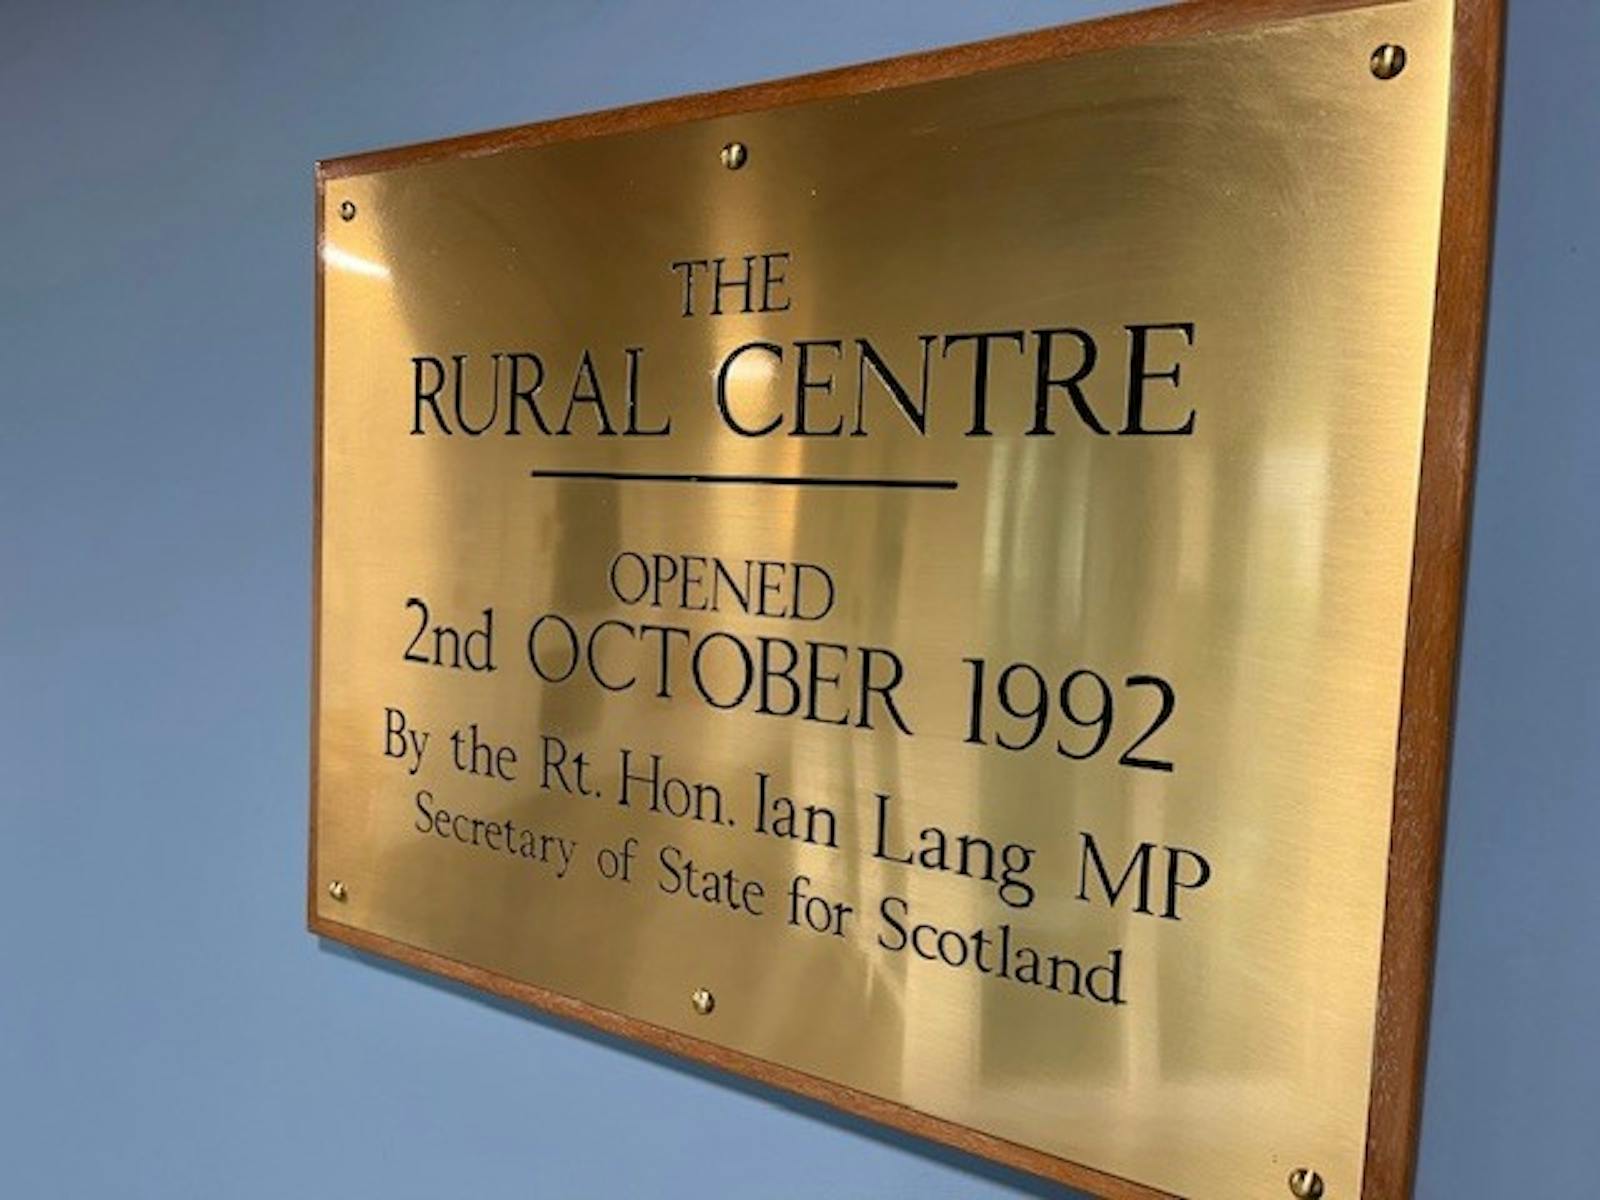 THE
RURAL CENTRE
OPENED
2nd OCTOBER 1992
By the Rt. Hon. Ian Lang MP
Secretary of State for Scotland